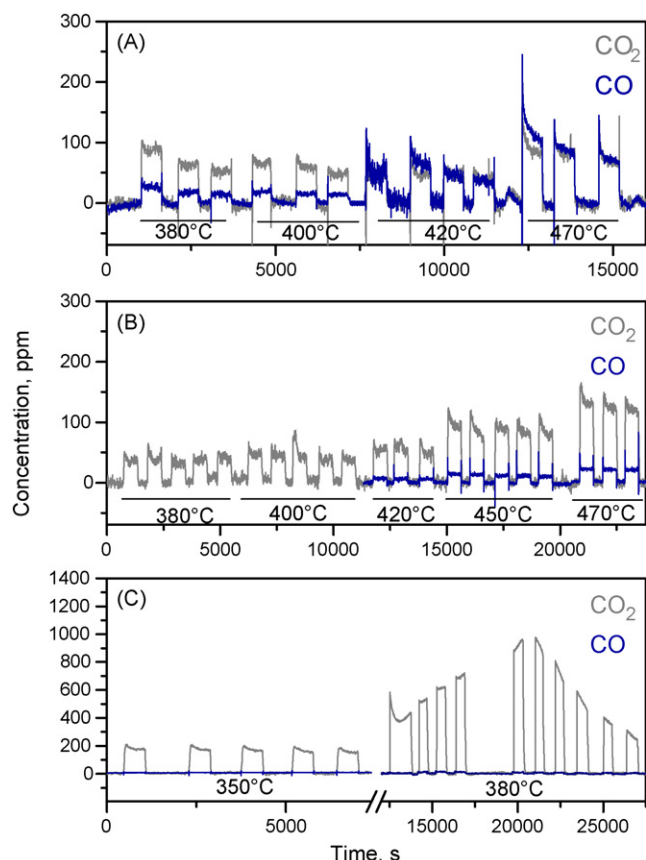 300
(A)
CO₂
200
CO
100
0
380°C
400°C
420°C
470°C
0
5000
10000
15000
300
(B)
CO₂
200
CO
100
0
380°C
400°C
420°C
450°C
470°C
0
5000
10000
15000
20000
Concentration, ppm
1400
(C)
CO₂
1200
CO
1000
800
600
400
200
0
350°C
380°C
0
5000
15000
20000
25000
Time, s